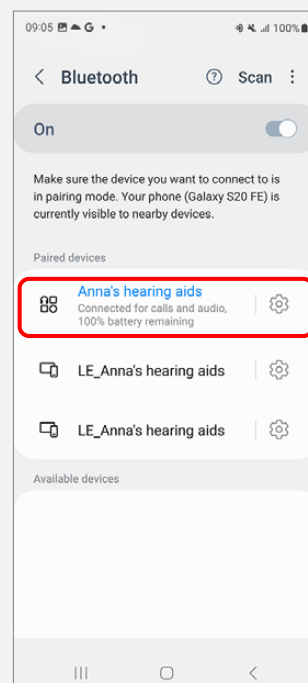 09:05 G • 100%
Bluetooth ? Scan
On
Make sure the device you want to connect to is
in pairing mode. Your phone (Galaxy S20 FE) is
currently visible to nearby devices.
Paired devices
Anna's hearing aids
Connected for calls and audio,
100% battery remaining
LE_Anna's hearing aids
LE_Anna's hearing aids
Available devices